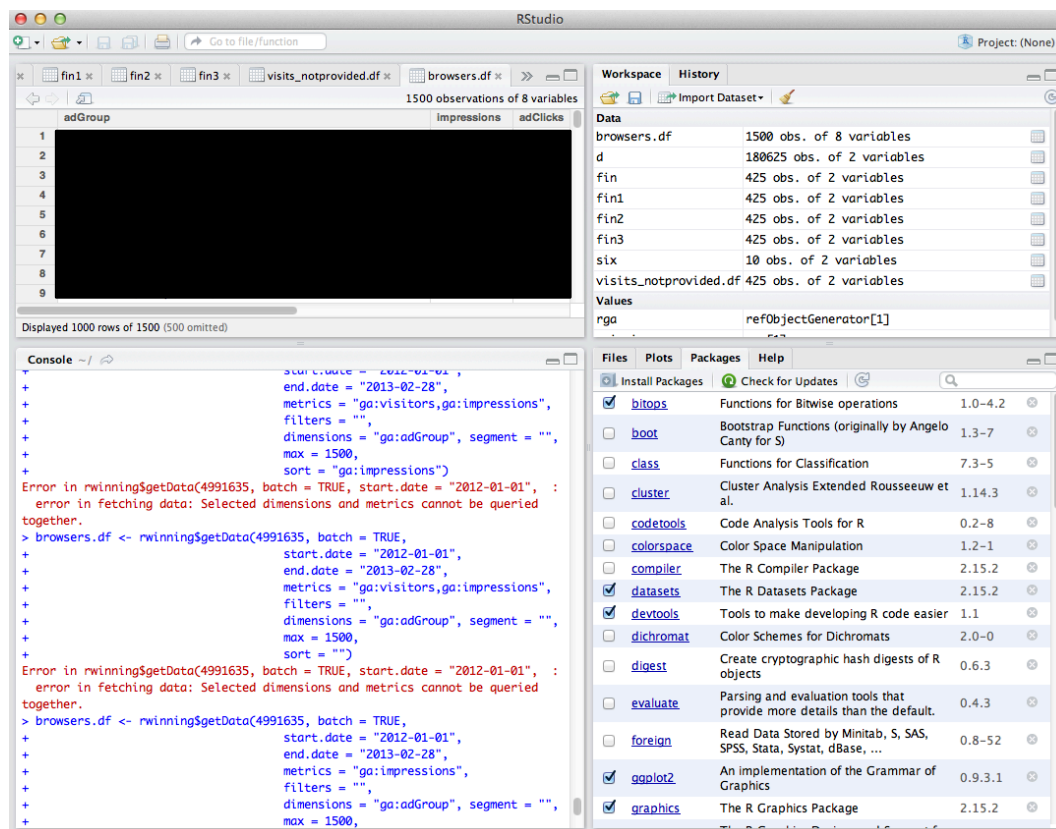 RStudio
Go to file/function
Project: (None)
fin1 fin2 fin3 visits_notprovided.df browsers.df
1500 observations of 8 variables
adGroup impressions adClicks
1
2
3
4
5
6
7
8
9
Displayed 1000 rows of 1500 (500 omitted)
Workspace History
Import Dataset
Data
browsers.df 1500 obs. of 8 variables
d 180625 obs. of 2 variables
fin 425 obs. of 2 variables
fin1 425 obs. of 2 variables
fin2 425 obs. of 2 variables
fin3 425 obs. of 2 variables
six 10 obs. of 2 variables
visits_notprovided.df 425 obs. of 2 variables
Values
rga refObjectGenerator[1]
Console ~/
+ start.date = "2012-01-01",
+ end.date = "2013-02-28",
+ metrics = "ga:visitors,ga:impressions",
+ filters = "",
+ dimensions = "ga:adGroup", segment = "",
+ max = 1500,
+ sort = "ga:impressions")
Error in rwinning$getData(4991635, batch = TRUE, start.date = "2012-01-01", :
error in fetching data: Selected dimensions and metrics cannot be queried
together.
> browsers.df <- rwinning$getData(4991635, batch = TRUE,
+ start.date = "2012-01-01",
+ end.date = "2013-02-28",
+ metrics = "ga:visitors,ga:impressions",
+ filters = "",
+ dimensions = "ga:adGroup", segment = "",
+ max = 1500,
+ sort = "")
Error in rwinning$getData(4991635, batch = TRUE, start.date = "2012-01-01", :
error in fetching data: Selected dimensions and metrics cannot be queried
together.
> browsers.df <- rwinning$getData(4991635, batch = TRUE,
+ start.date = "2012-01-01",
+ end.date = "2013-02-28",
+ metrics = "ga:impressions",
+ filters = "",
+ dimensions = "ga:adGroup", segment = "",
+ max = 1500,
Files Plots Packages Help
Install Packages Check for Updates
bitops Functions for Bitwise operations 1.0-4.2
boot Bootstrap Functions (originally by Angelo
Canty for S) 1.3-7
class Functions for Classification 7.3-5
cluster Cluster Analysis Extended Rousseeuw et
al. 1.14.3
codetools Code Analysis Tools for R 0.2-8
colorspace Color Space Manipulation 1.2-1
compiler The R Compiler Package 2.15.2
datasets The R Datasets Package 2.15.2
devtools Tools to make developing R code easier 1.1
dichromat Color Schemes for Dichromats 2.0-0
digest Create cryptographic hash digests of R
objects 0.6.3
evaluate Parsing and evaluation tools that
provide more details than the default. 0.4.3
foreign Read Data Stored by Minitab, S, SAS,
SPSS, Stata, Systat, dBase, ... 0.8-52
ggplot2 An implementation of the Grammar of
Graphics 0.9.3.1
graphics The R Graphics Package 2.15.2